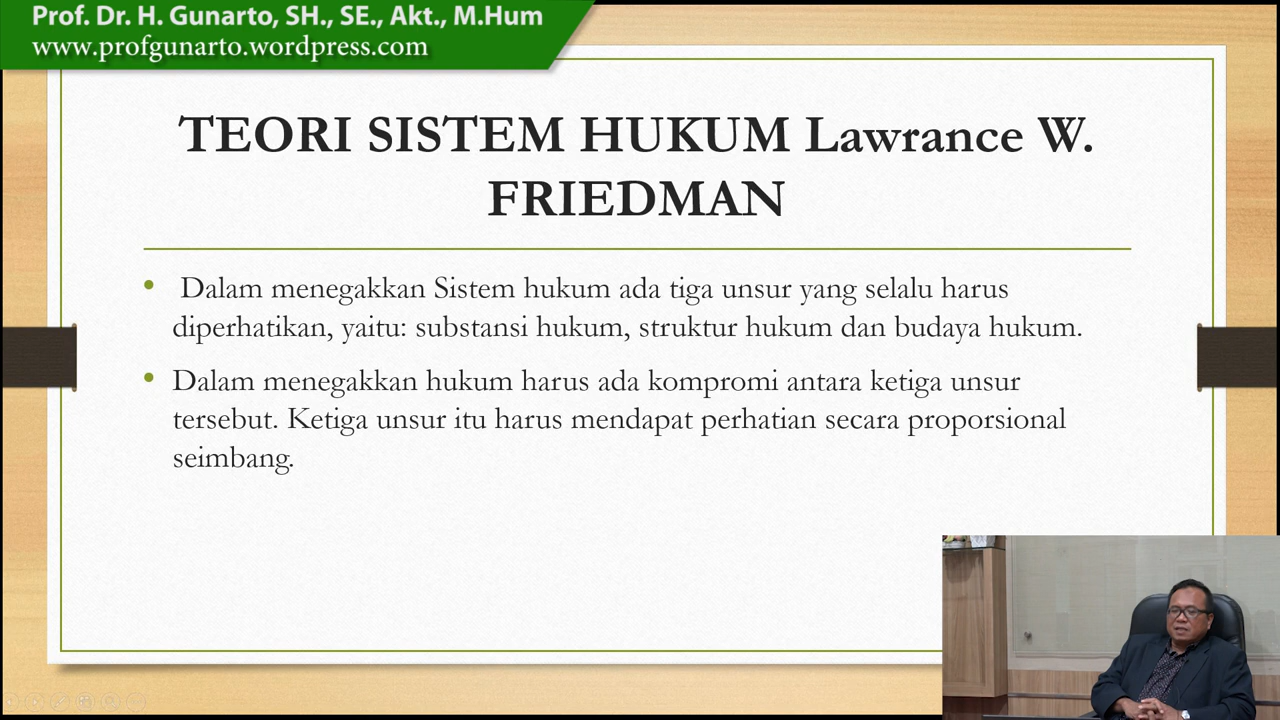 Prof. Dr. H. Gunarto, SH., SE., Akt., M.Hum
www.profgunarto.wordpress.com
TEORI SISTEM HUKUM Lawrance W.
FRIEDMAN
• Dalam menegakkan Sistem hukum ada tiga unsur yang selalu harus
diperhatikan, yaitu: substansi hukum, struktur hukum dan budaya hukum.
• Dalam menegakkan hukum harus ada kompromi antara ketiga unsur
tersebut. Ketiga unsur itu harus mendapat perhatian secara proporsional
seimbang.